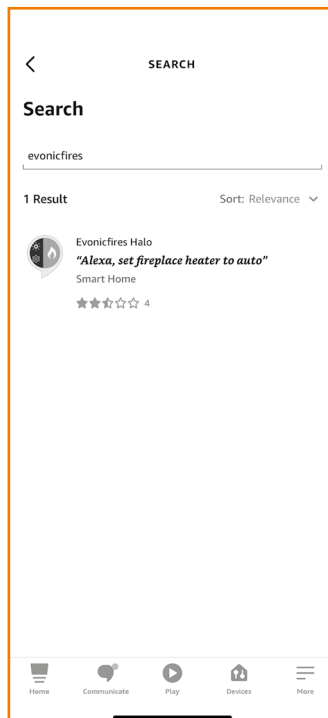 SEARCH
Search
evonicfires
1 Result
Sort: Relevance
Evonicfires Halo
“Alexa, set fireplace heater to auto”
Smart Home
4
Home
Communicate
Play
Devices
More